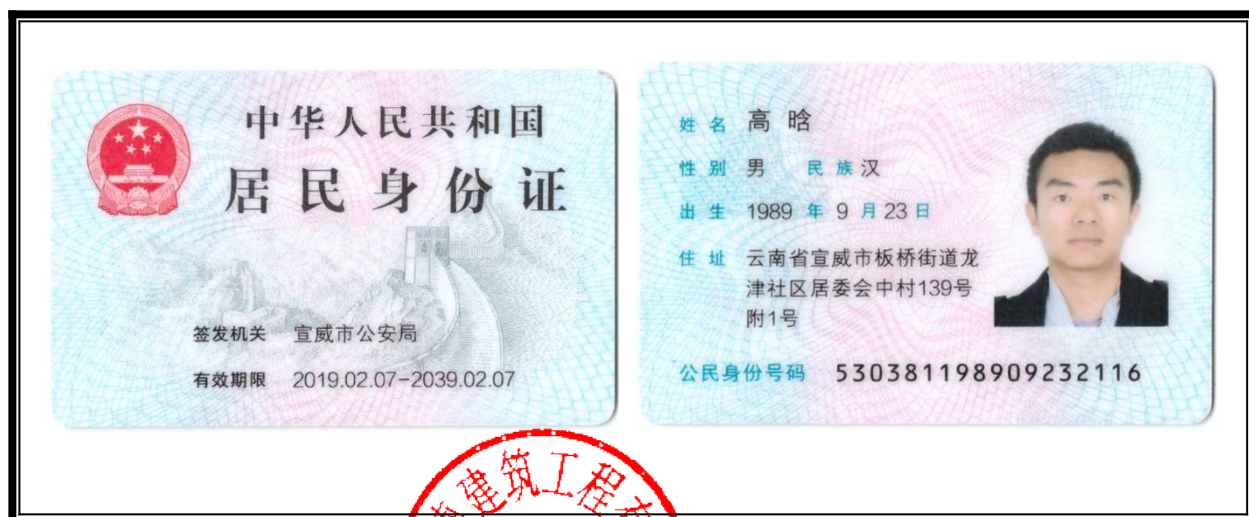 中华人民共和国
居民身份证
签发机关 宣威市公安局
有效期限 2019.02.07-2039.02.07
姓名 高晗
性别 男 民族 汉
出生 1989 年 9 月 23 日
住址 云南省宣威市板桥街道龙
津社区居委会中村139号
附1号
公民身份号码 530381198909232116
建筑工程